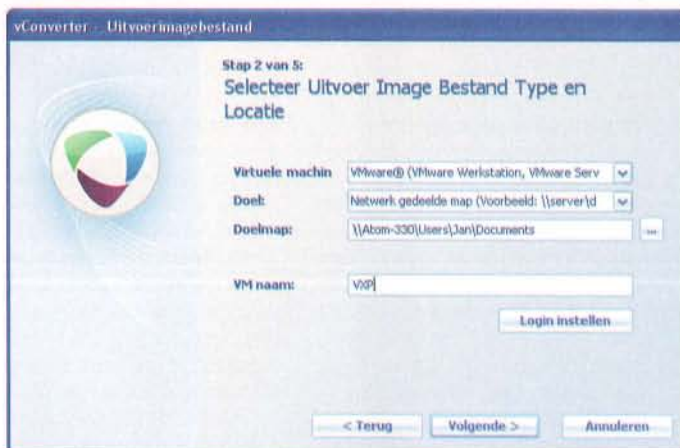 vConverter - Uitvoerimagebestand
Stap 2 van 5:
Selecteer Uitvoer Image Bestand Type en
Locatie
Virtuele machin VMware® (VMware Werkstation, VMware Serv
Doel: Netwerk gedeelde map (Voorbeeld: \\server\d
Doelmap: \\Atom-330\Users\Jan\Documents ...
VM naam: VXP
Login instellen
< Terug Volgende > Annuleren